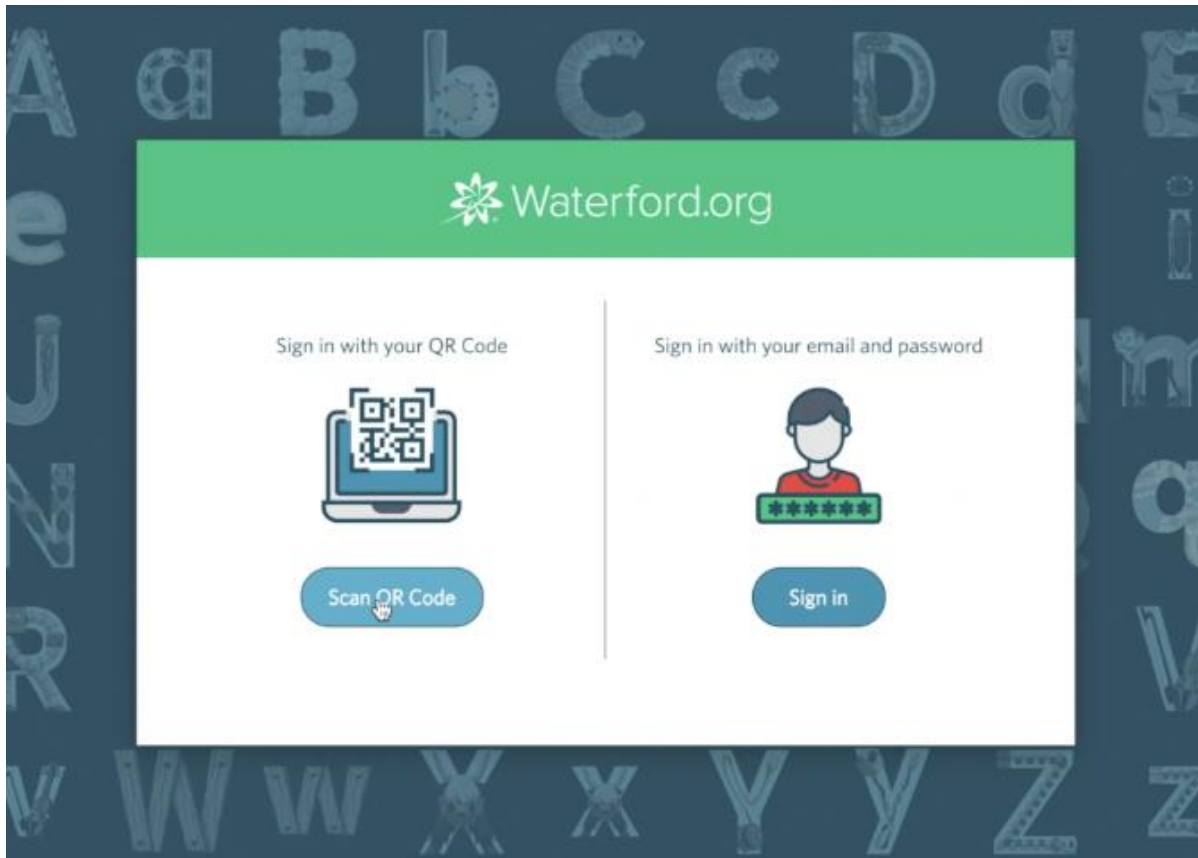 A a B b C c D d E
e i
Waterford.org
Sign in with your QR Code
Sign in with your email and password
J m
******
N q
Scan QR Code
Sign in
R V
v W w X x Y y Z z